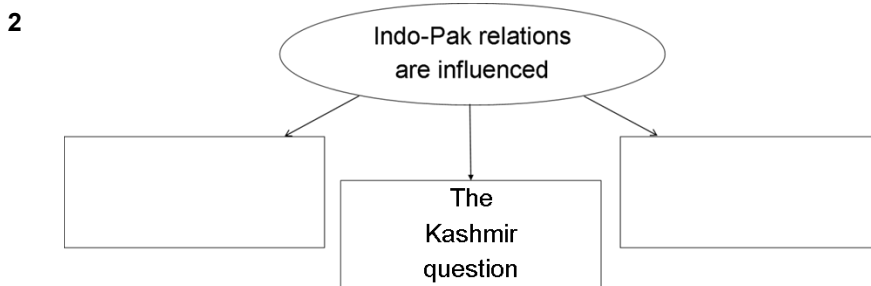 2
Indo-Pak relations
are influenced
The
Kashmir
question